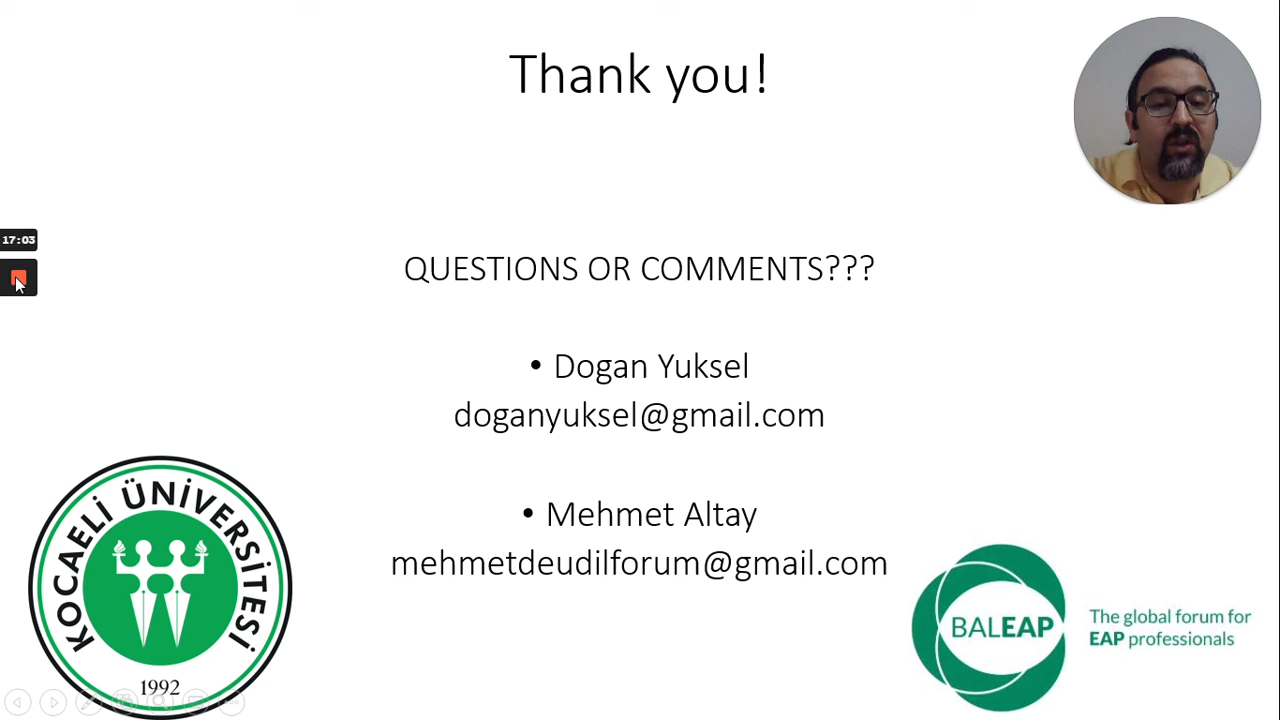 Thank you!
17:03
QUESTIONS OR COMMENTS???
• Dogan Yuksel
doganyuksel@gmail.com
• Mehmet Altay
mehmetdeudilforum@gmail.com
KOCAELİ ÜNİVERSİTESİ
1992
BALEAP
The global forum for
EAP professionals